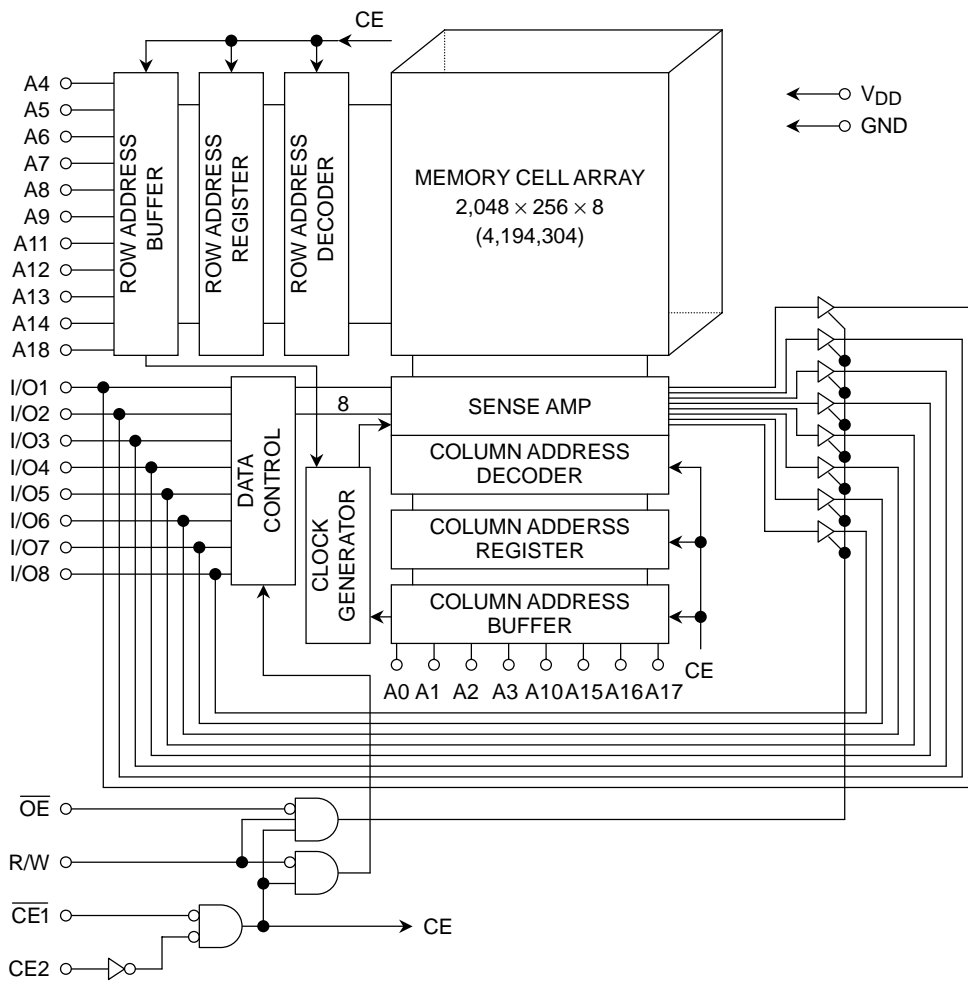 CE
A4
A5
A6
A7
A8
A9
A11
A12
A13
A14
A18
ROW ADDRESS
BUFFER
ROW ADDRESS
REGISTER
ROW ADDRESS
DECODER
MEMORY CELL ARRAY
2,048 × 256 × 8
(4,194,304)
VDD
GND
I/O1
I/O2
I/O3
I/O4
I/O5
I/O6
I/O7
I/O8
DATA
CONTROL
8
CLOCK
GENERATOR
SENSE AMP
COLUMN ADDRESS
DECODER
COLUMN ADDERSS
REGISTER
COLUMN ADDRESS
BUFFER
CE
A0 A1 A2 A3 A10 A15 A16 A17
OE
R/W
CE1
CE
CE2